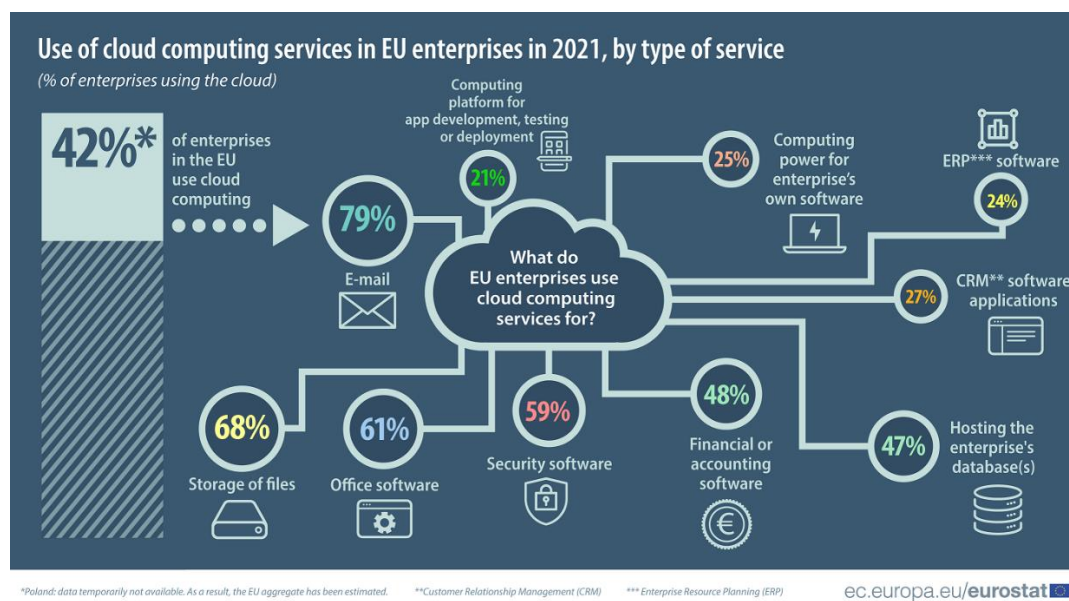 Use of cloud computing services in EU enterprises in 2021, by type of service
(% of enterprises using the cloud)
42%*
of enterprises
in the EU
use cloud
computing
79%
E-mail
Computing
platform for
app development, testing
or deployment
21%
25%
Computing
power for
enterprise's
own software
ERP*** software
24%
What do
EU enterprises use
cloud computing
services for?
27%
CRM** software
applications
68%
Storage of files
61%
Office software
59%
Security software
48%
Financial or
accounting
software
€
47%
Hosting the
enterprise's
database(s)
*Poland: data temporarily not available. As a result, the EU aggregate has been estimated.
**Customer Relationship Management (CRM)
*** Enterprise Resource Planning (ERP)
ec.europa.eu/eurostat